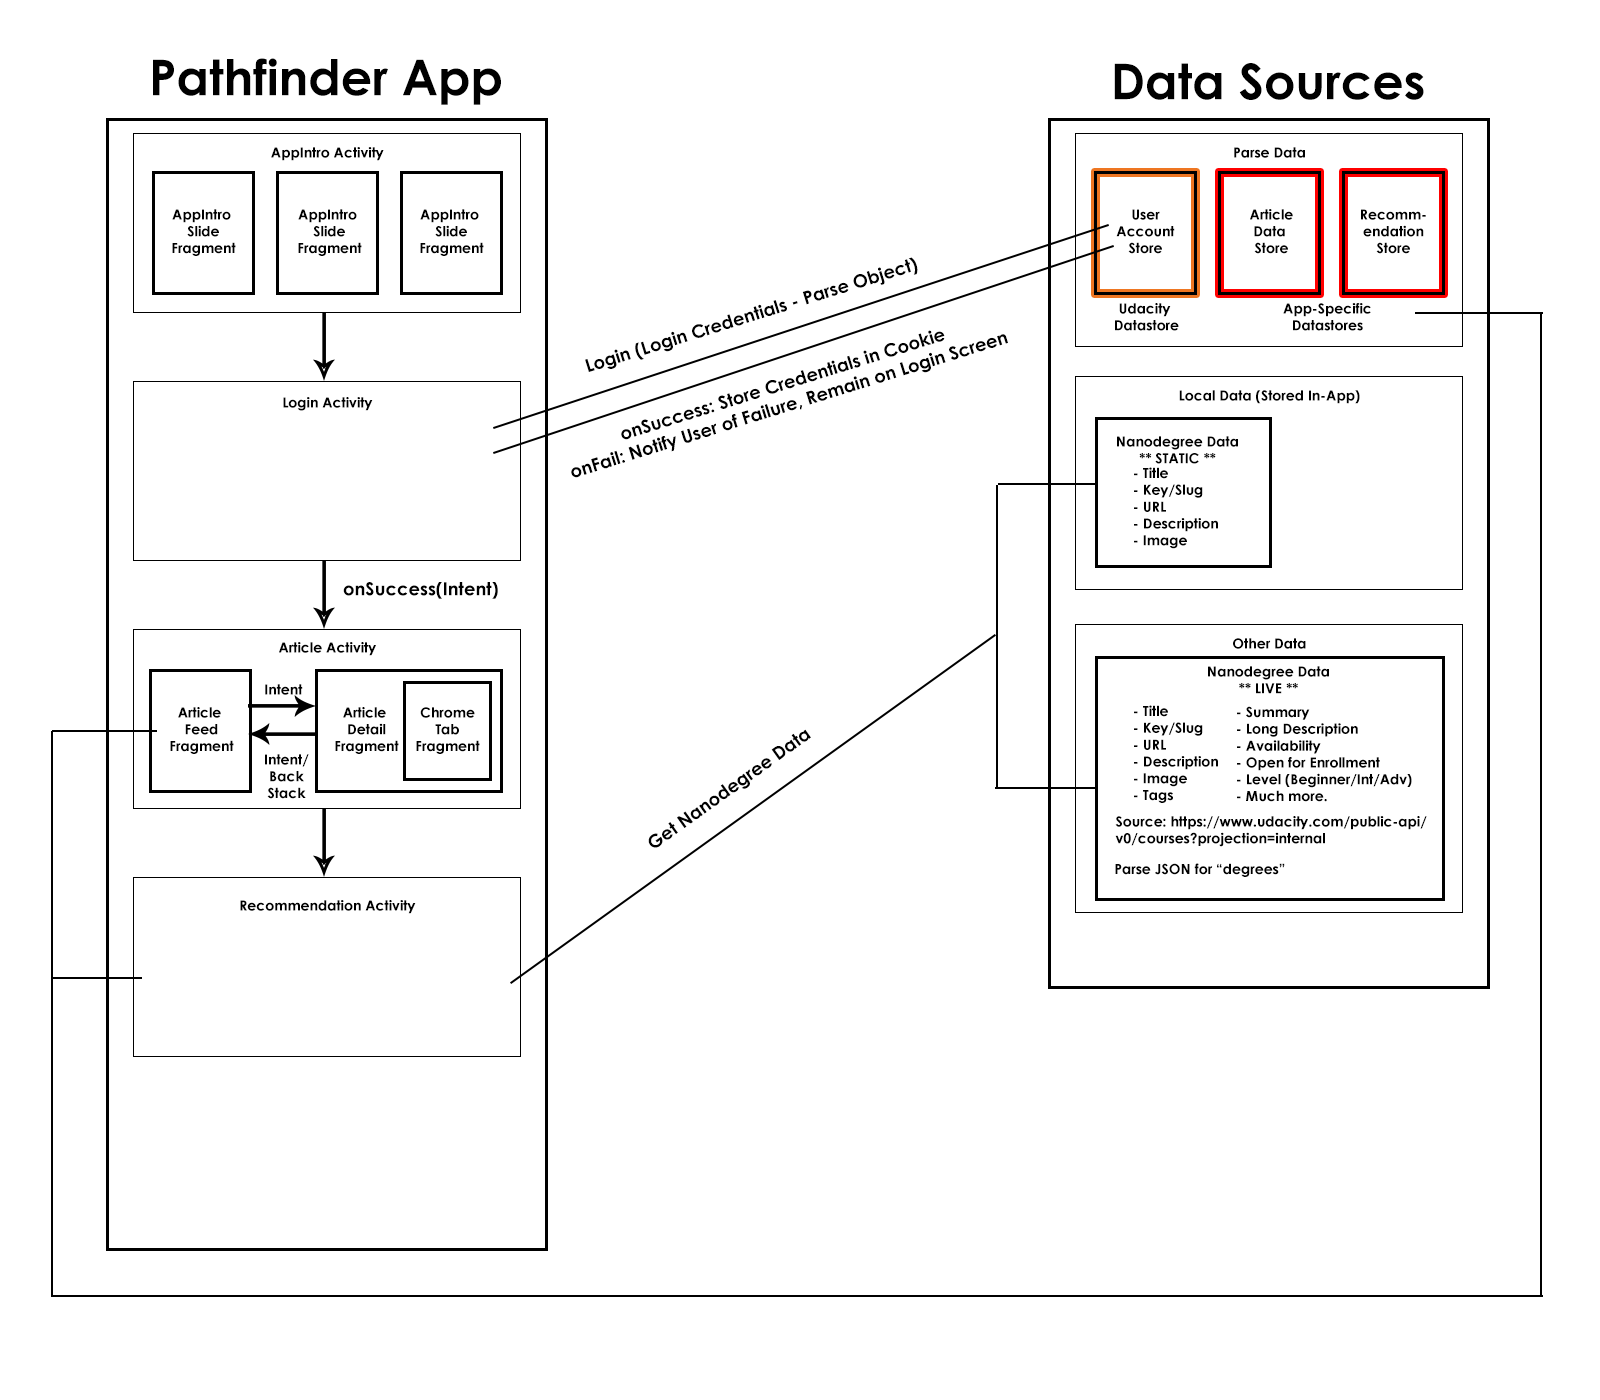 Pathfinder App
AppIntro Activity
AppIntro
Slide
Fragment
AppIntro
Slide
Fragment
AppIntro
Slide
Fragment
Login Activity
onSuccess(Intent)
Article Activity
Article
Feed
Fragment
Intent
Intent/
Back
Stack
Article
Detail
Fragment
Chrome
Tab
Fragment
Recommendation Activity
Login (Login Credentials - Parse Object)
onSuccess: Store Credentials in Cookie
onFail: Notify User of Failure, Remain on Login Screen
Get Nanodegree Data
Data Sources
Parse Data
User
Account
Store
Article
Data
Store
Recomm-
endation
Store
Udacity
Datastore
App-Specific
Datastores
Local Data (Stored In-App)
Nanodegree Data
** STATIC **
- Title
- Key/Slug
- URL
- Description
- Image
Other Data
Nanodegree Data
** LIVE **
- Title
- Key/Slug
- URL
- Description
- Image
- Tags
- Summary
- Long Description
- Availability
- Open for Enrollment
- Level (Beginner/Int/Adv)
- Much more.
Source: https://www.udacity.com/public-api/
v0/courses?projection=internal
Parse JSON for “degrees”